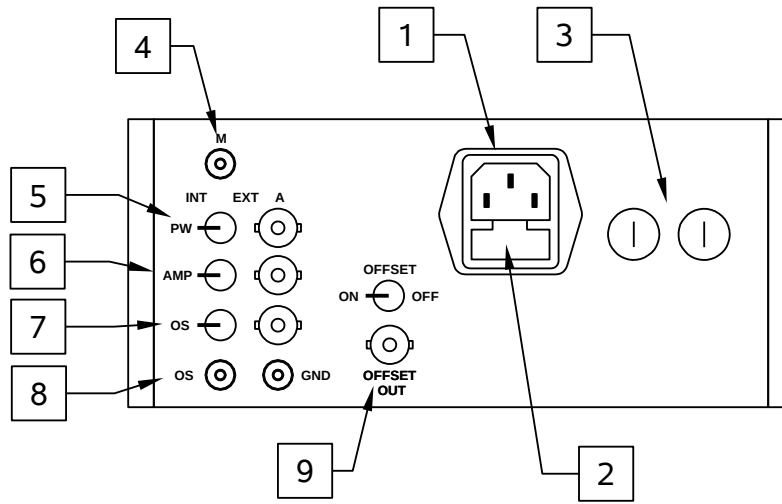 4
1
3
M
5
INT EXT A
PW
6
AMP
OFFSET
ON OFF
7
OS
8
OS GND
OFFSET
OUT
9
2